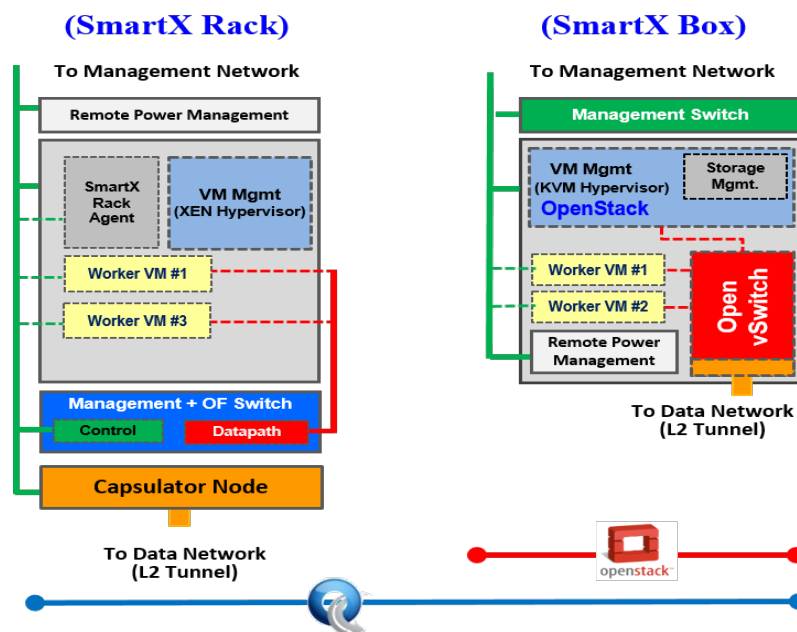 (SmartX Rack)
To Management Network
Remote Power Management
SmartX
Rack
Agent
VM Mgmt
(XEN Hypervisor)
Worker VM #1
Worker VM #3
Management + OF Switch
Control
Datapath
Capsulator Node
To Data Network
(L2 Tunnel)
(SmartX Box)
To Management Network
Management Switch
VM Mgmt
(KVM Hypervisor)
OpenStack
Storage
Mgmt.
Worker VM #1
Worker VM #2
Open
vSwitch
Remote Power
Management
To Data Network
(L2 Tunnel)
openstack™